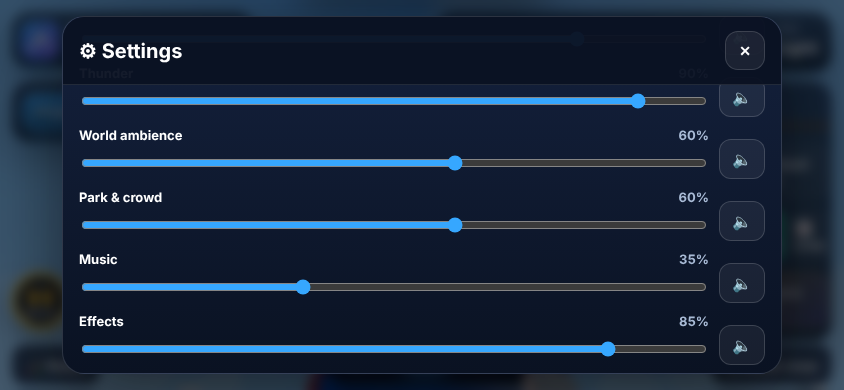 ⚙ Settings
×
Thunder 90%
World ambience 60%
Park & crowd 60%
Music 35%
Effects 85%